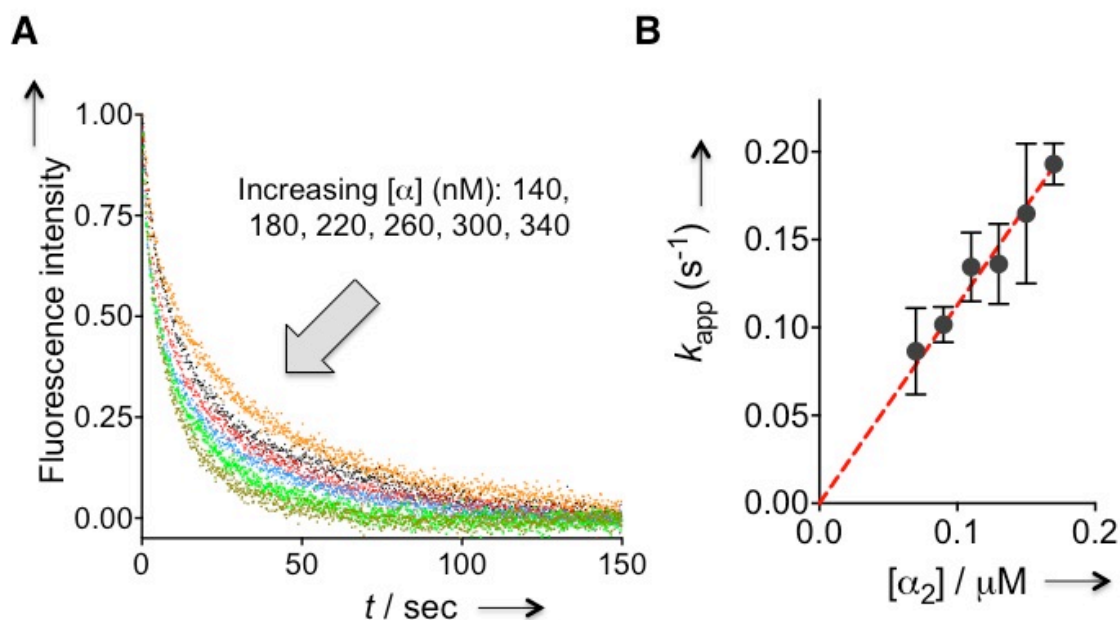 A
Fluorescence intensity
1.00
0.75
0.50
0.25
0.00
Increasing [α] (nM): 140,
180, 220, 260, 300, 340
0
50
100
150
t / sec
B
kapp (s-1)
0.20
0.15
0.10
0.05
0.00
0.0
0.1
0.2
[α2] / μM